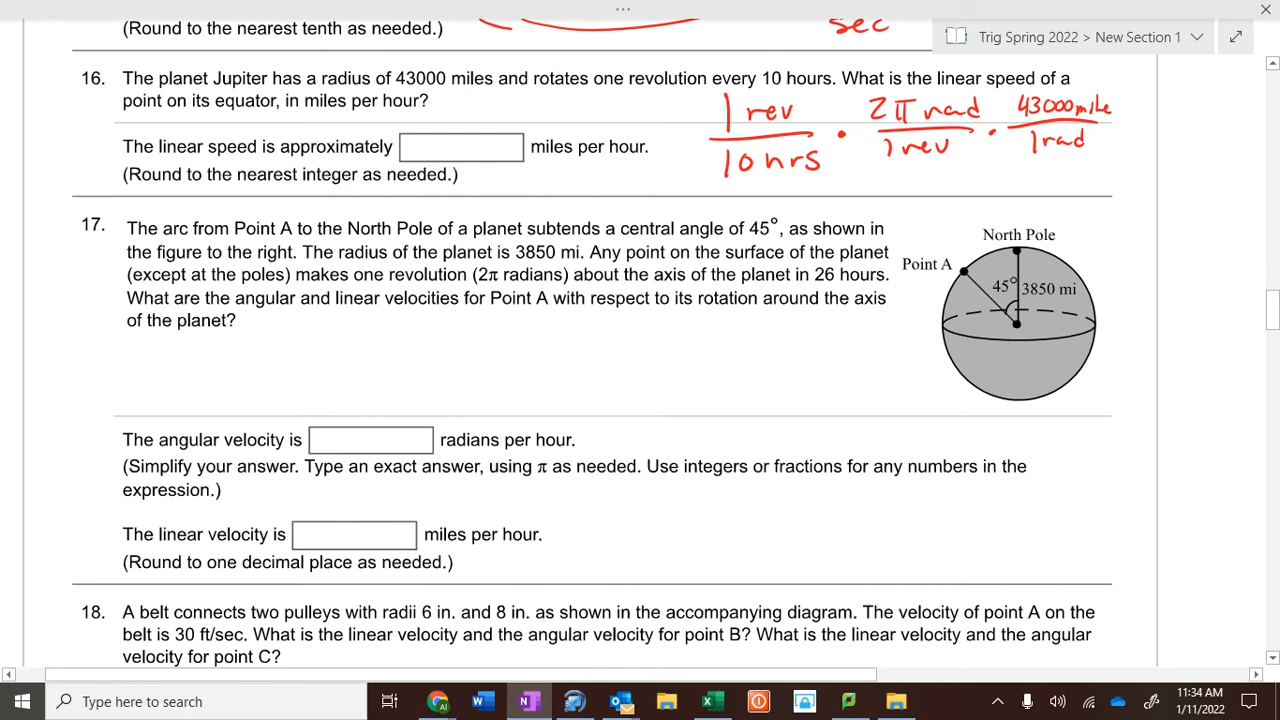 ...
(Round to the nearest tenth as needed.)
sec
Trig Spring 2022 > New Section 1
16. The planet Jupiter has a radius of 43000 miles and rotates one revolution every 10 hours. What is the linear speed of a
point on its equator, in miles per hour?
1 rev / 10 hrs · 2π rad / 1 rev · 43000 mile / 1 rad
The linear speed is approximately miles per hour.
(Round to the nearest integer as needed.)
17. The arc from Point A to the North Pole of a planet subtends a central angle of 45°, as shown in
the figure to the right. The radius of the planet is 3850 mi. Any point on the surface of the planet
(except at the poles) makes one revolution (2π radians) about the axis of the planet in 26 hours.
What are the angular and linear velocities for Point A with respect to its rotation around the axis
of the planet?
North Pole
Point A
45° 3850 mi
The angular velocity is radians per hour.
(Simplify your answer. Type an exact answer, using π as needed. Use integers or fractions for any numbers in the
expression.)
The linear velocity is miles per hour.
(Round to one decimal place as needed.)
18. A belt connects two pulleys with radii 6 in. and 8 in. as shown in the accompanying diagram. The velocity of point A on the
belt is 30 ft/sec. What is the linear velocity and the angular velocity for point B? What is the linear velocity and the angular
velocity for point C?
Type here to search
11:34 AM
1/11/2022